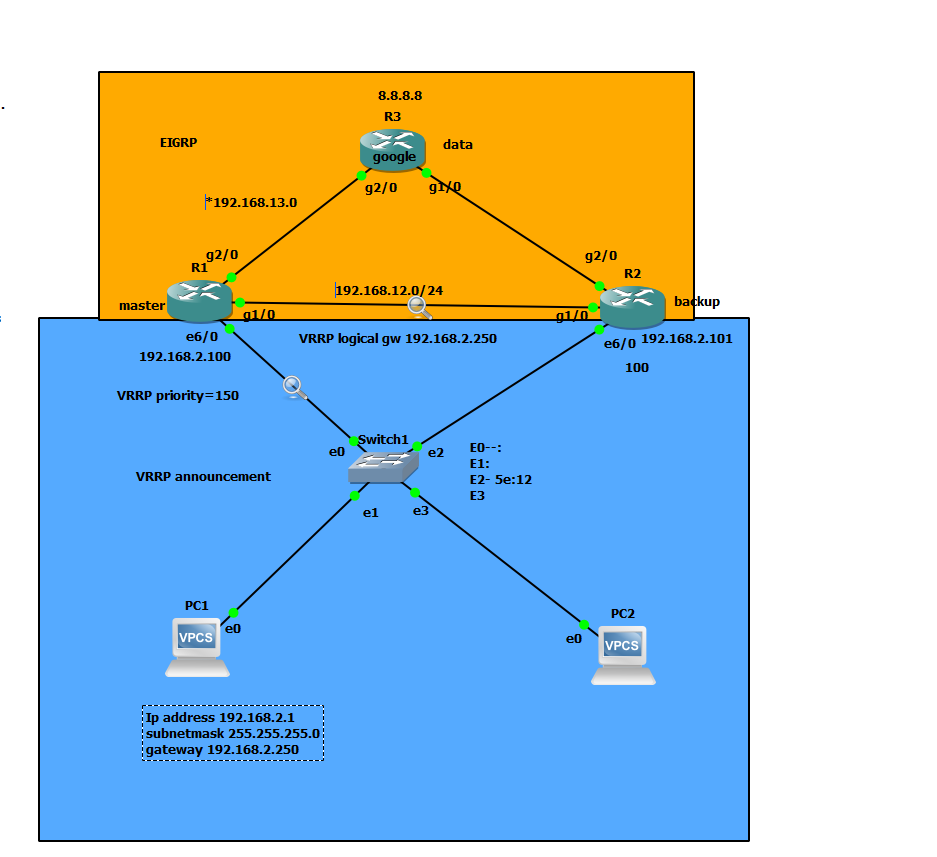 8.8.8.8
R3
EIGRP
data
google
g2/0
g1/0
*192.168.13.0
g2/0
R1
g2/0
R2
192.168.12.0/24
master
backup
g1/0
g1/0
e6/0
VRRP logical gw 192.168.2.250
e6/0
192.168.2.101
192.168.2.100
100
VRRP priority=150
Switch1
e0
e2
E0--:
E1:
E2- 5e:12
E3
VRRP announcement
e1
e3
PC1
PC2
e0
e0
VPCS
VPCS
Ip address 192.168.2.1
subnetmask 255.255.255.0
gateway 192.168.2.250